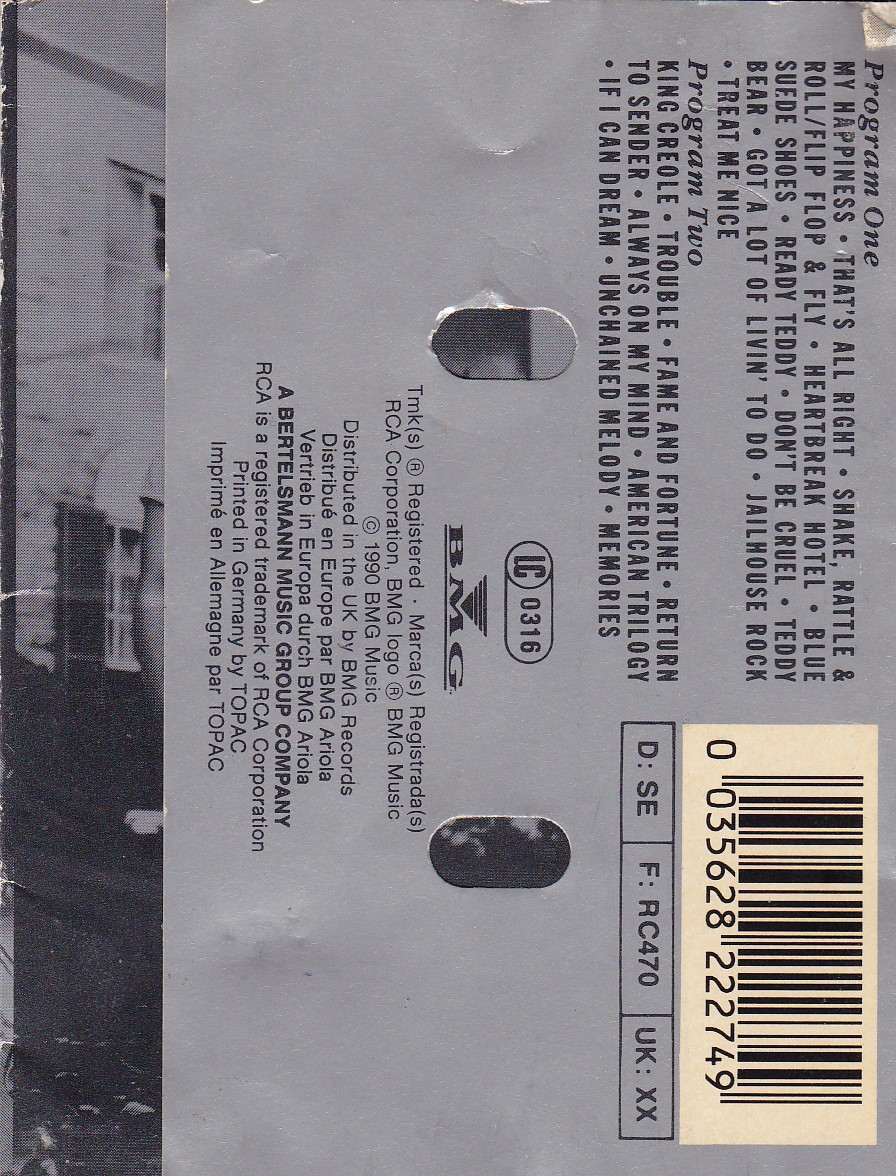 Program One
MY HAPPINESS • THAT'S ALL RIGHT • SHAKE, RATTLE &
ROLL/FLIP FLOP & FLY • HEARTBREAK HOTEL • BLUE
SUEDE SHOES • READY TEDDY • DON'T BE CRUEL • TEDDY
BEAR • GOT A LOT OF LIVIN' TO DO • JAILHOUSE ROCK
• TREAT ME NICE
Program Two
KING CREOLE • TROUBLE • FAME AND FORTUNE • RETURN
TO SENDER • ALWAYS ON MY MIND • AMERICAN TRILOGY
• IF I CAN DREAM • UNCHAINED MELODY • MEMORIES
0 035628 222749
D: SE F: RC470 UK: XX
LC 0316
BMG
Tmk(s) ® Registered · Marca(s) Registrada(s)
RCA Corporation, BMG logo ® BMG Music
© 1990 BMG Music
Distributed in the UK by BMG Records
Distribué en Europe par BMG Ariola
Vertrieb in Europa durch BMG Ariola
A BERTELSMANN MUSIC GROUP COMPANY
RCA is a registered trademark of RCA Corporation
Printed in Germany by TOPAC
Imprimé en Allemagne par TOPAC